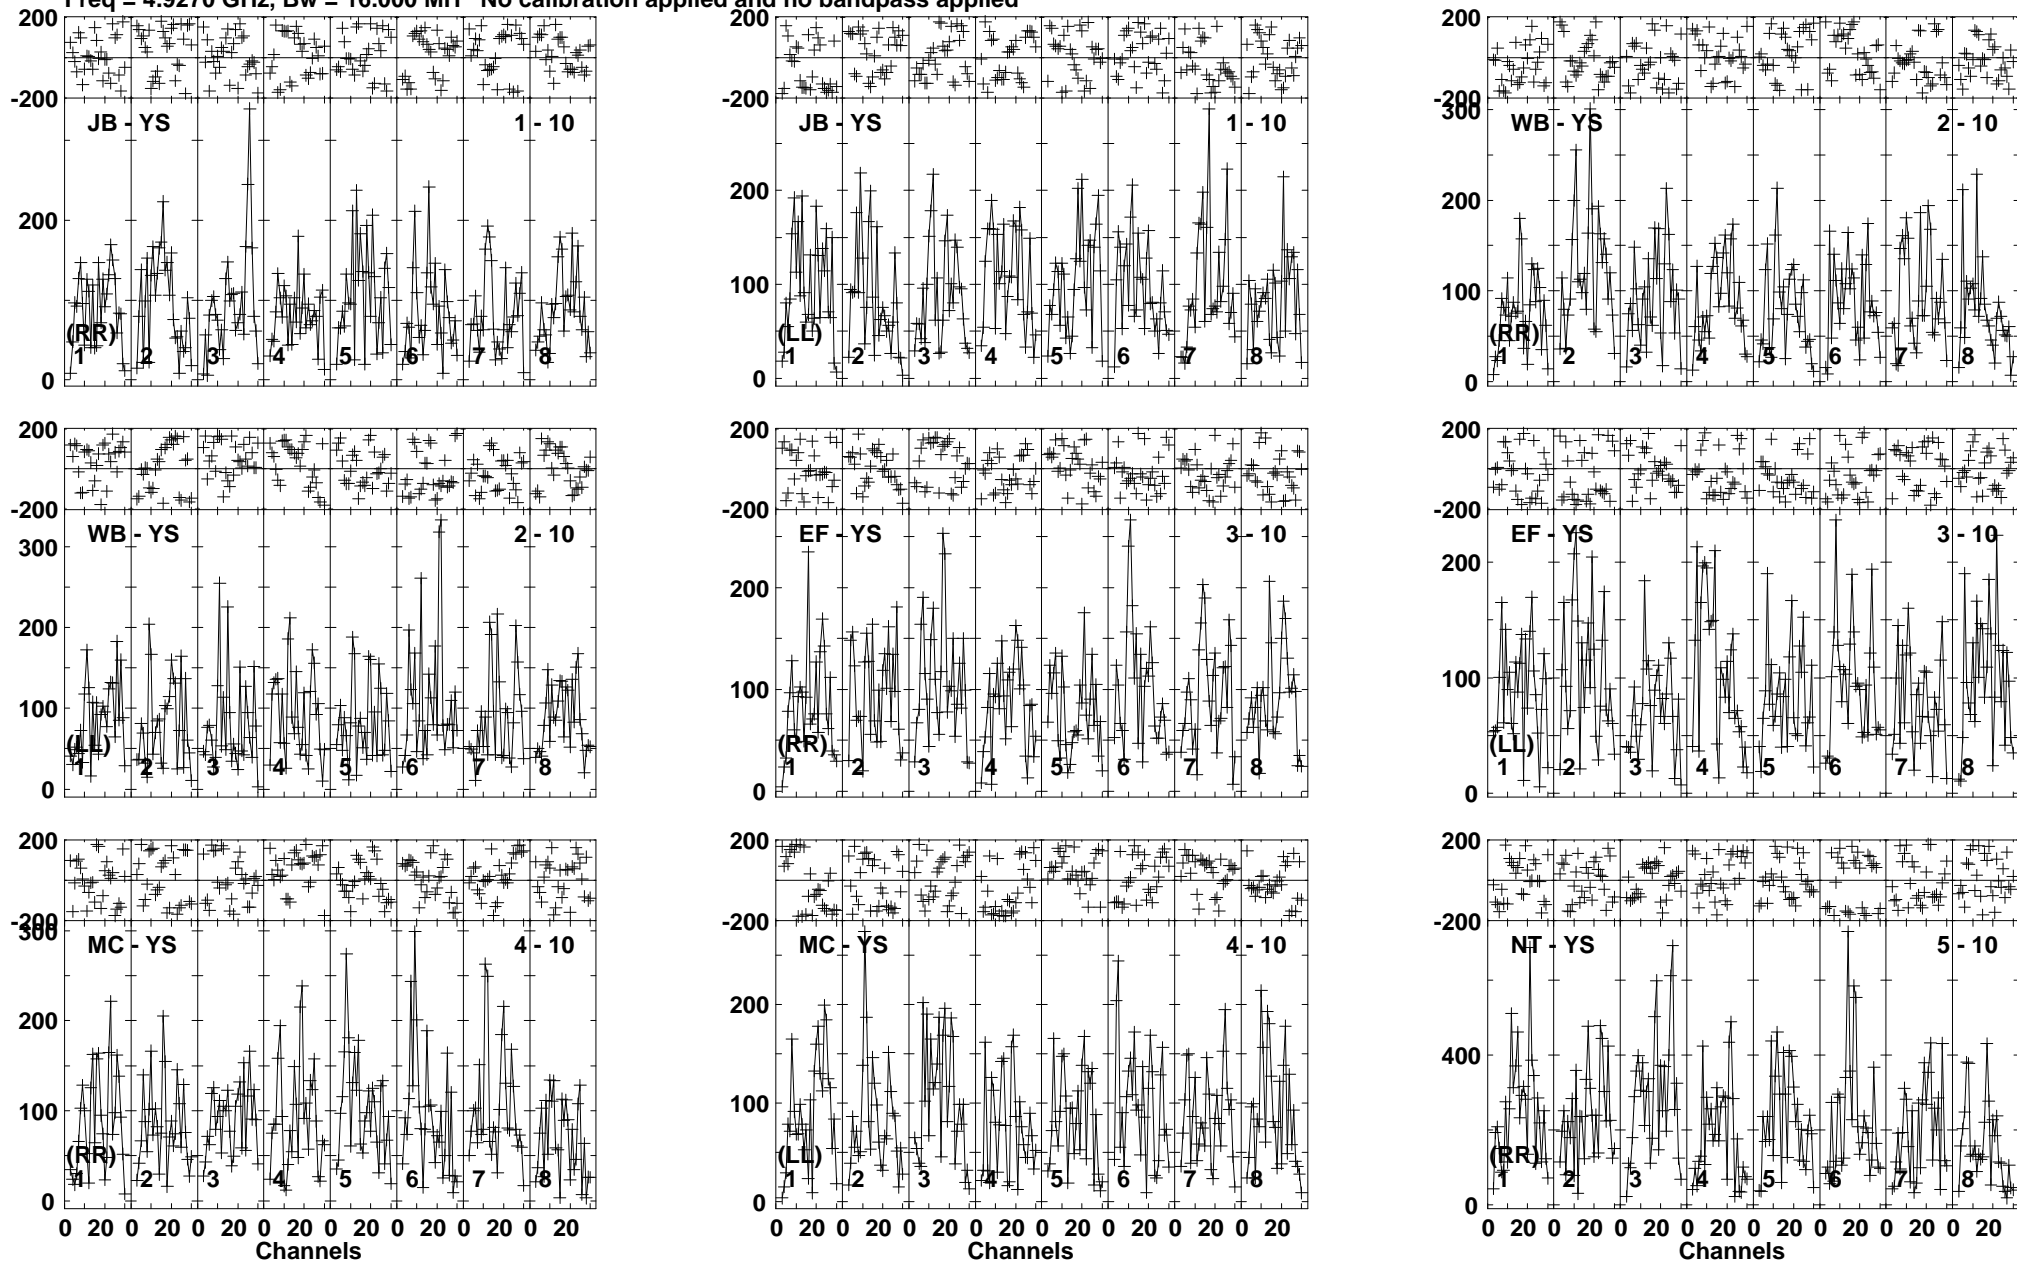 Freq = 4.9270 GHz, Bw = 16.000 MH No calibration applied and no bandpass applied
200 200 200
-200 -200 -200
JB - YS 1 - 10 JB - YS 1 - 10 300 WB - YS 2 - 10
200 200 200
100 100
(RR) (LL) (RR)
1 2 3 4 5 6 7 8 1 2 3 4 5 6 7 8 1 2 3 4 5 6 7 8
0 0 0
200 200 200
-200 -200 -200
WB - YS 2 - 10 EF - YS 3 - 10 EF - YS 3 - 10
300 200 200
200 100 100
100
(LL) (RR) (LL)
1 2 3 4 5 6 7 8 1 2 3 4 5 6 7 8 1 2 3 4 5 6 7 8
0 0 0
200 200 200
-200 -200 -200
300 MC - YS 4 - 10 MC - YS 4 - 10 NT - YS 5 - 10
200 200 400
100 100 200
(RR) (LL) (RR)
1 2 3 4 5 6 7 8 1 2 3 4 5 6 7 8 1 2 3 4 5 6 7 8
0 0 0
0 20 0 20 0 20 0 20 0 20 0 20 0 20 0 20 0 20 0 20 0 20 0 20 0 20 0 20 0 20 0 20 0 20 0 20 0 20 0 20 0 20 0 20 0 20 0 20
Channels Channels Channels